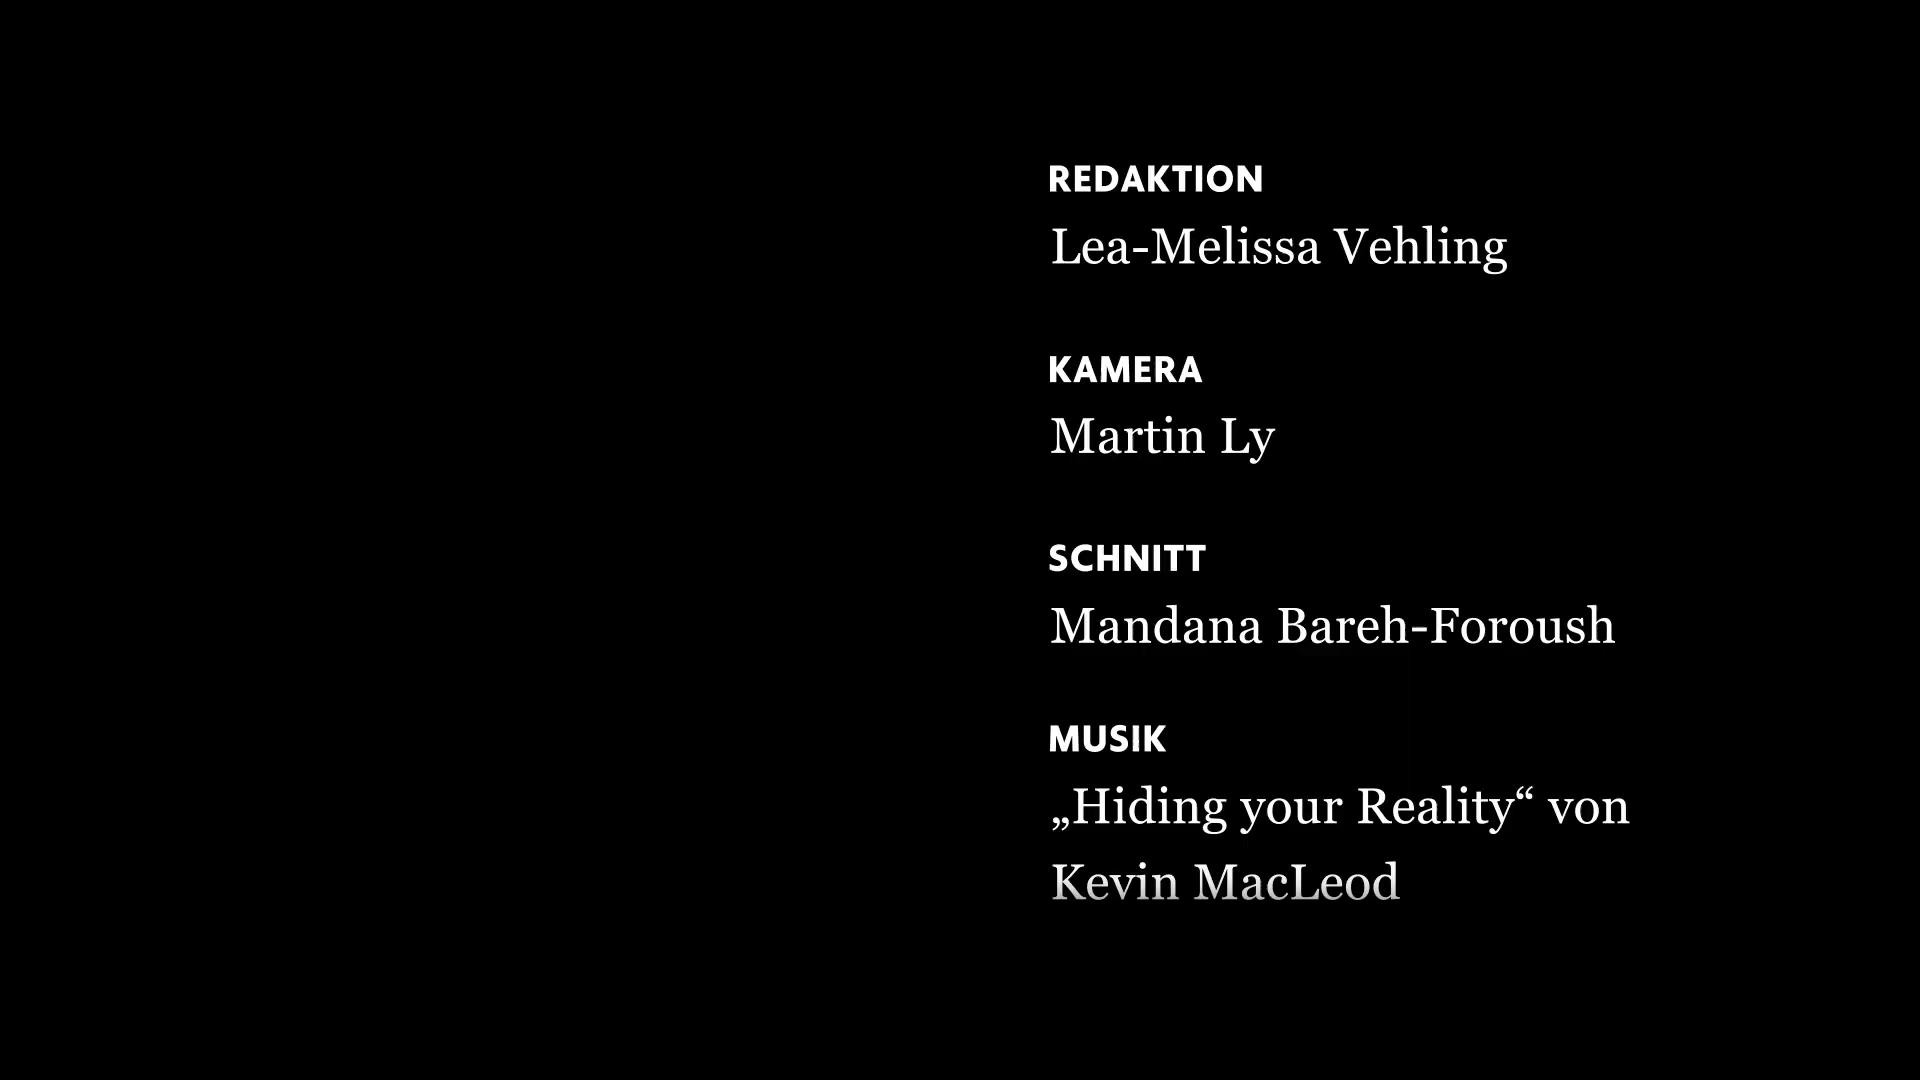 REDAKTION
Lea-Melissa Vehling
KAMERA
Martin Ly
SCHNITT
Mandana Bareh-Foroush
MUSIK
„Hiding your Reality“ von
Kevin MacLeod